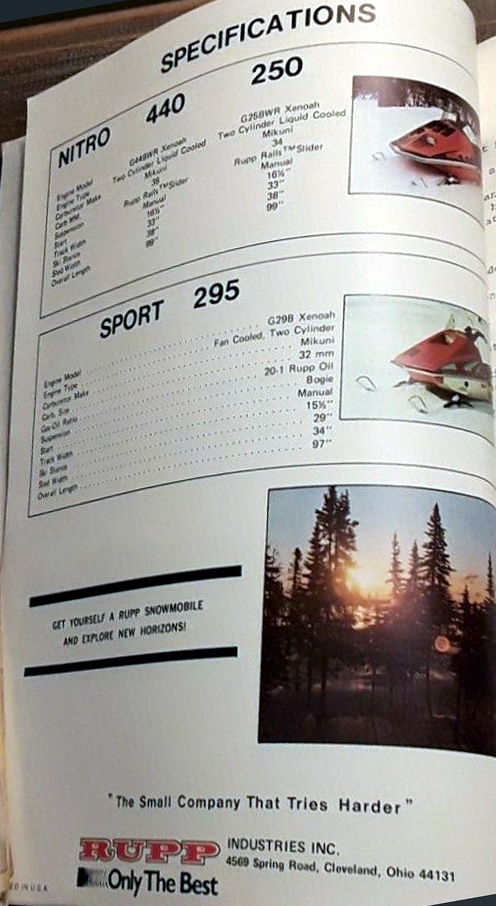 SPECIFICATIONS
NITRO 440 250
Engine Model G44BWR Xenoah G25BWR Xenoah
Engine Type Two Cylinder Liquid Cooled Two Cylinder Liquid Cooled
Carburetor Make Mikuni Mikuni
Carb MM. 38 34
Suspension Rupp Rails™Slider Rupp Rails™Slider
Start Manual Manual
Track Width 16½" 16½"
Ski Stance 33" 33"
Sled Width 38" 38"
Overall Length 99" 99"
SPORT 295
Engine Model G29B Xenoah
Engine Type Fan Cooled, Two Cylinder
Carburetor Make Mikuni
Carb. Size 32 mm
Gas-Oil Ratio 20-1 Rupp Oil
Suspension Bogie
Start Manual
Track Width 15½"
Ski Stance 29"
Sled Width 34"
Overall Length 97"
GET YOURSELF A RUPP SNOWMOBILE
AND EXPLORE NEW HORIZONS!
"The Small Company That Tries Harder"
RUPP INDUSTRIES INC.
4569 Spring Road, Cleveland, Ohio 44131
Only The Best
ED IN U.S.A